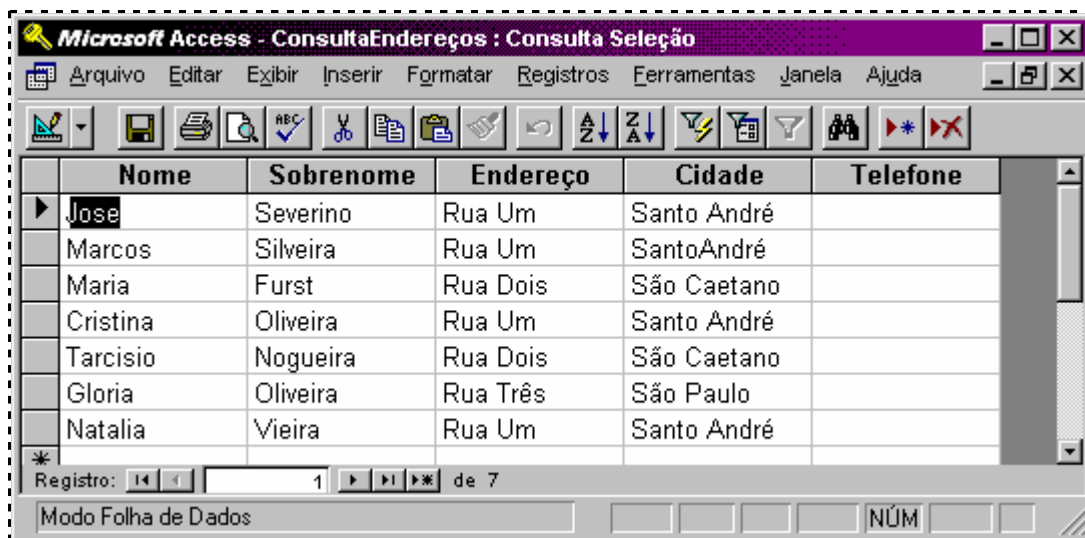 Microsoft Access - ConsultaEndereços : Consulta Seleção
Arquivo Editar Exibir Inserir Formatar Registros Ferramentas Janela Ajuda
ABC A Z Z A
Nome Sobrenome Endereço Cidade Telefone
Jose Severino Rua Um Santo André
Marcos Silveira Rua Um SantoAndré
Maria Furst Rua Dois São Caetano
Cristina Oliveira Rua Um Santo André
Tarcisio Nogueira Rua Dois São Caetano
Gloria Oliveira Rua Três São Paulo
Natalia Vieira Rua Um Santo André
Registro: 1 de 7
Modo Folha de Dados NÚM